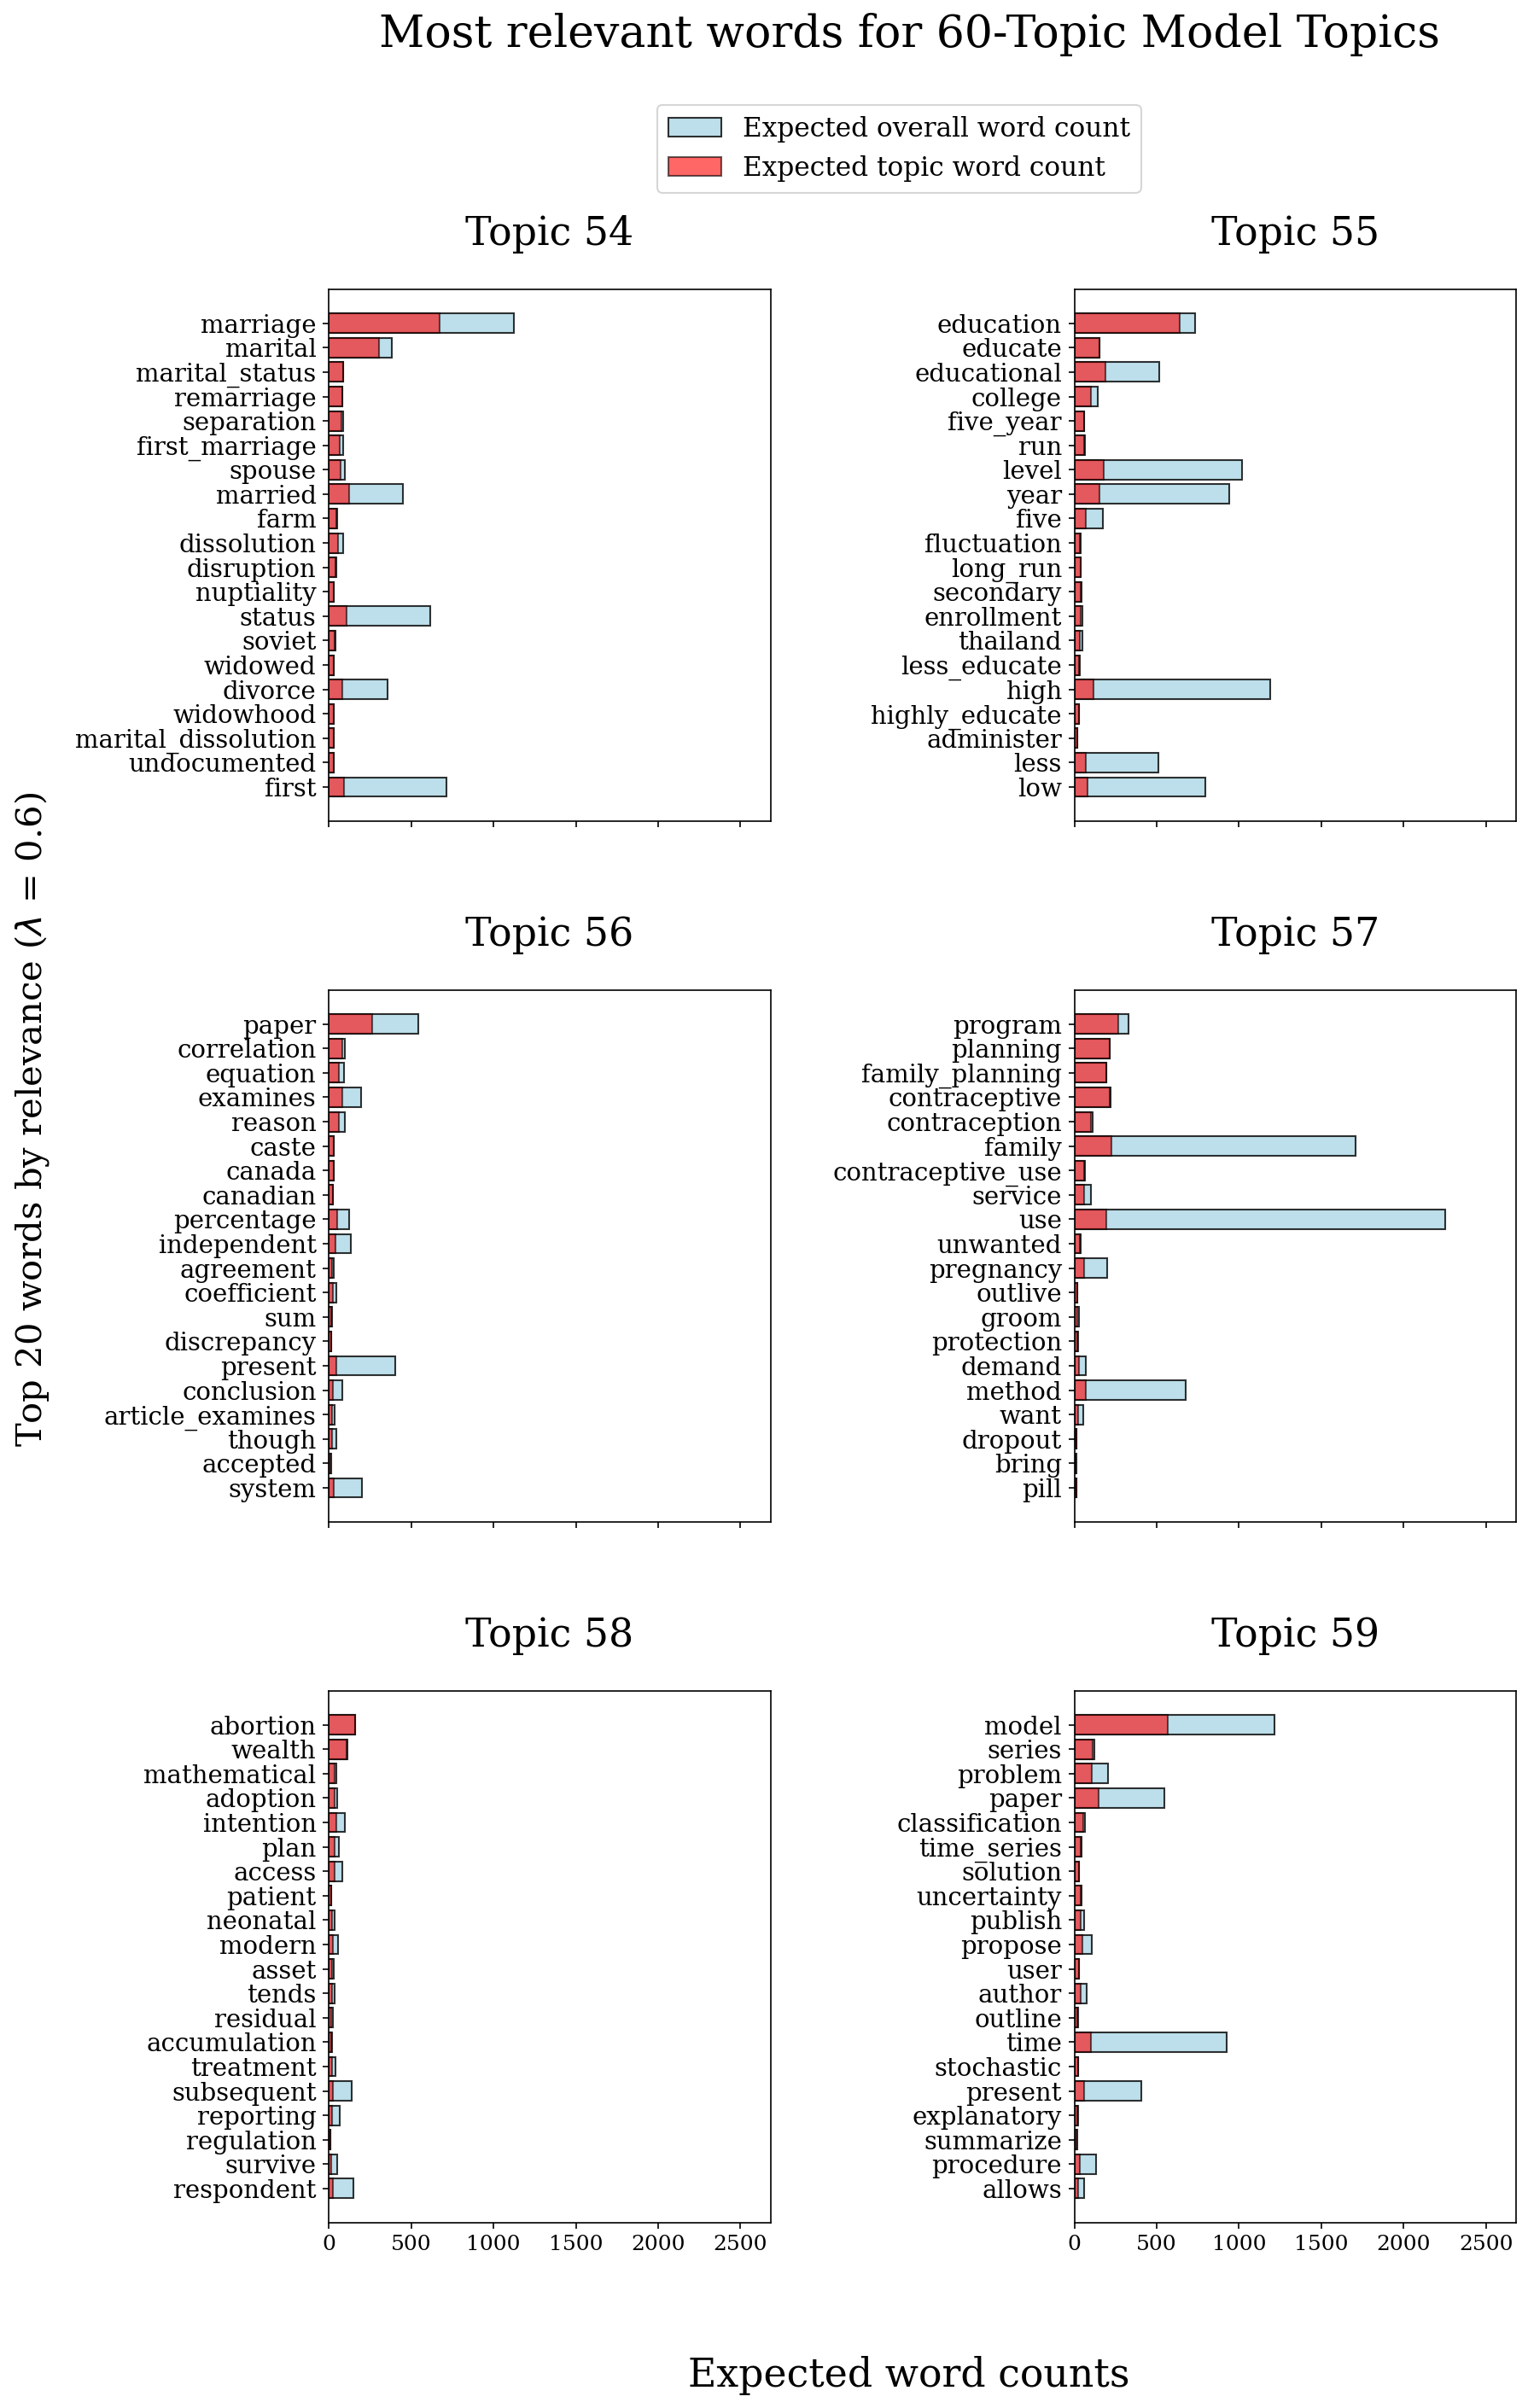 Most relevant words for 60-Topic Model Topics
Expected overall word count
Expected topic word count
Top 20 words by relevance (λ = 0.6)
Topic 54
marriage
marital
marital_status
remarriage
separation
first_marriage
spouse
married
farm
dissolution
disruption
nuptiality
status
soviet
widowed
divorce
widowhood
marital_dissolution
undocumented
first
Topic 55
education
educate
educational
college
five_year
run
level
year
five
fluctuation
long_run
secondary
enrollment
thailand
less_educate
high
highly_educate
administer
less
low
Topic 56
paper
correlation
equation
examines
reason
caste
canada
canadian
percentage
independent
agreement
coefficient
sum
discrepancy
present
conclusion
article_examines
though
accepted
system
Topic 57
program
planning
family_planning
contraceptive
contraception
family
contraceptive_use
service
use
unwanted
pregnancy
outlive
groom
protection
demand
method
want
dropout
bring
pill
Topic 58
abortion
wealth
mathematical
adoption
intention
plan
access
patient
neonatal
modern
asset
tends
residual
accumulation
treatment
subsequent
reporting
regulation
survive
respondent
0 500 1000 1500 2000 2500
Topic 59
model
series
problem
paper
classification
time_series
solution
uncertainty
publish
propose
user
author
outline
time
stochastic
present
explanatory
summarize
procedure
allows
0 500 1000 1500 2000 2500
Expected word counts